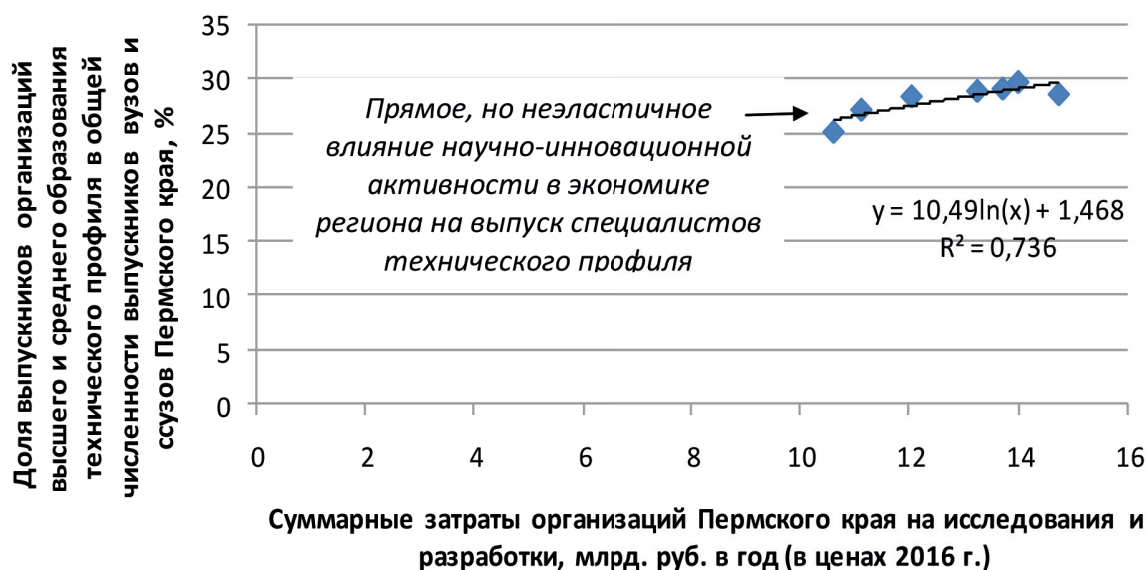 Доля выпускников организаций
высшего и среднего образования
технического профиля в общей
численности выпускников вузов и
ссузов Пермского края, %
35
30
25
20
15
10
5
0
Прямое, но неэластичное
влияние научно-инновационной
активности в экономике
региона на выпуск специалистов
технического профиля
y = 10,49ln(x) + 1,468
R² = 0,736
0 2 4 6 8 10 12 14 16
Суммарные затраты организаций Пермского края на исследования и
разработки, млрд. руб. в год (в ценах 2016 г.)